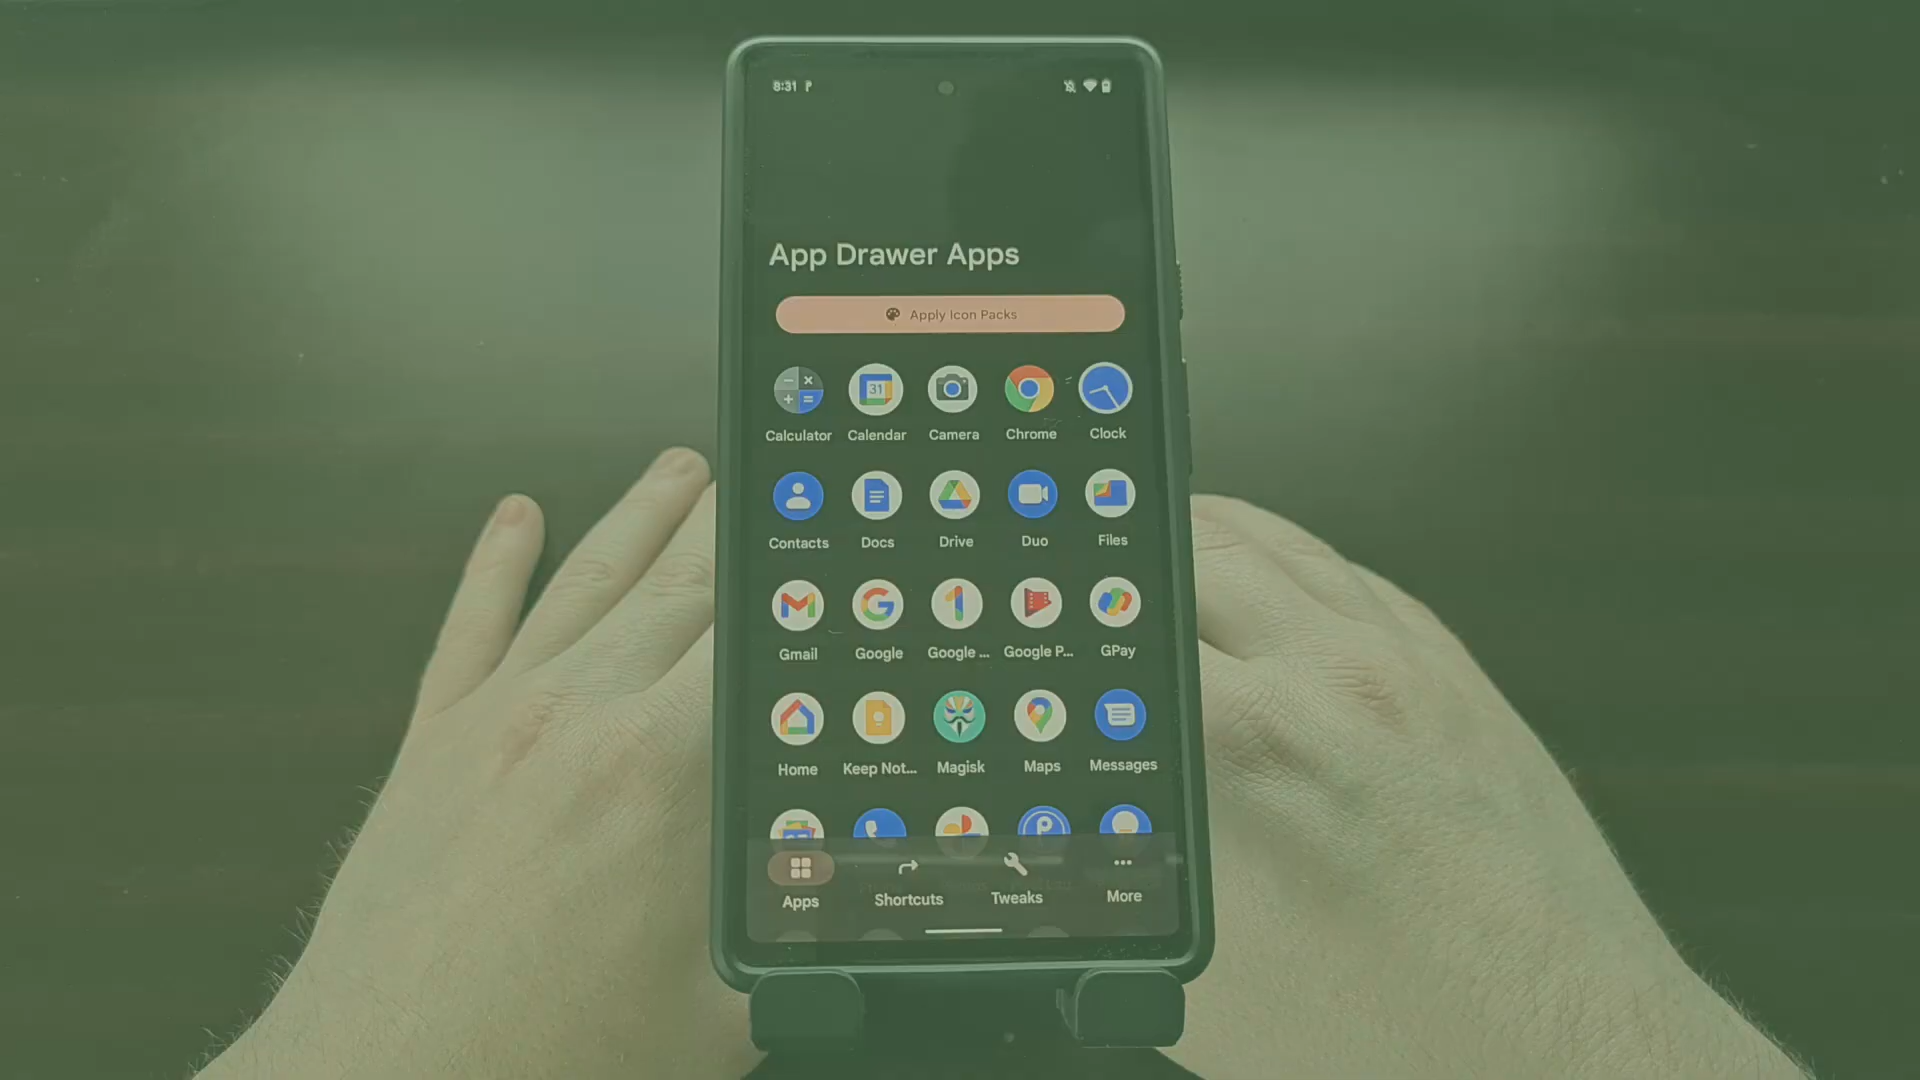 8:31
App Drawer Apps
Apply Icon Packs
Calculator Calendar Camera Chrome Clock
Contacts Docs Drive Duo Files
Gmail Google Google ... Google P... GPay
Home Keep Not... Magisk Maps Messages
Apps Shortcuts Tweaks More